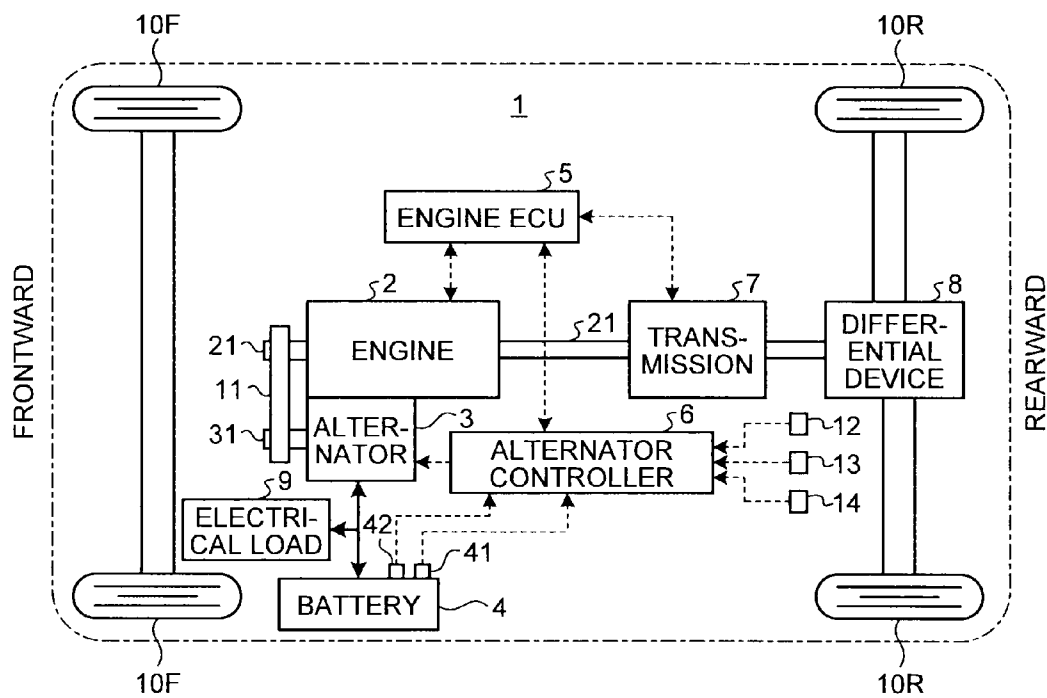 10F
10R
1
5
ENGINE ECU
2
7
8
21
ENGINE
21
TRANS-
MISSION
DIFFER-
ENTIAL
DEVICE
11
31
ALTER-
NATOR
3
6
ALTERNATOR
CONTROLLER
12
13
14
9
ELECTRI-
CAL LOAD
42
41
BATTERY
4
FRONTWARD
REARWARD
10F
10R